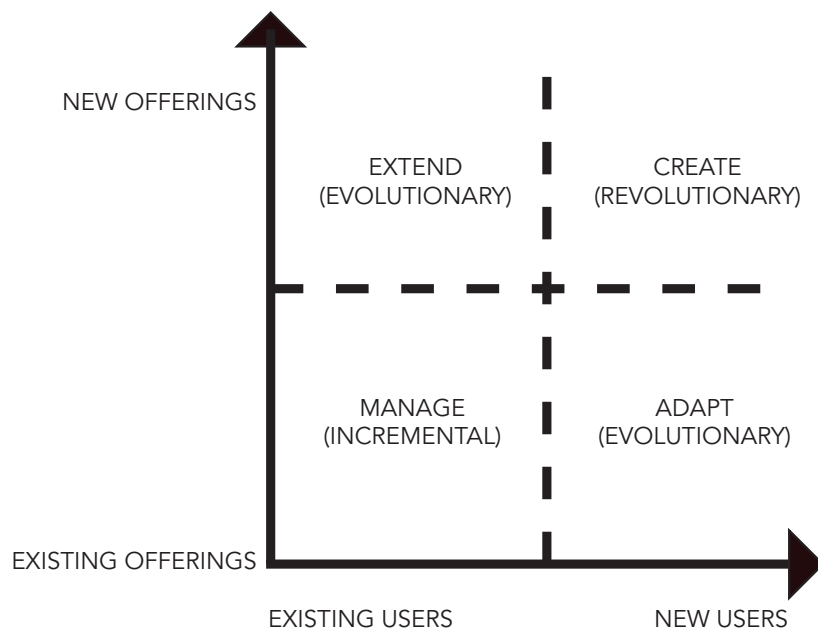 NEW OFFERINGS
EXTEND
(EVOLUTIONARY)
CREATE
(REVOLUTIONARY)
MANAGE
(INCREMENTAL)
ADAPT
(EVOLUTIONARY)
EXISTING OFFERINGS
EXISTING USERS
NEW USERS